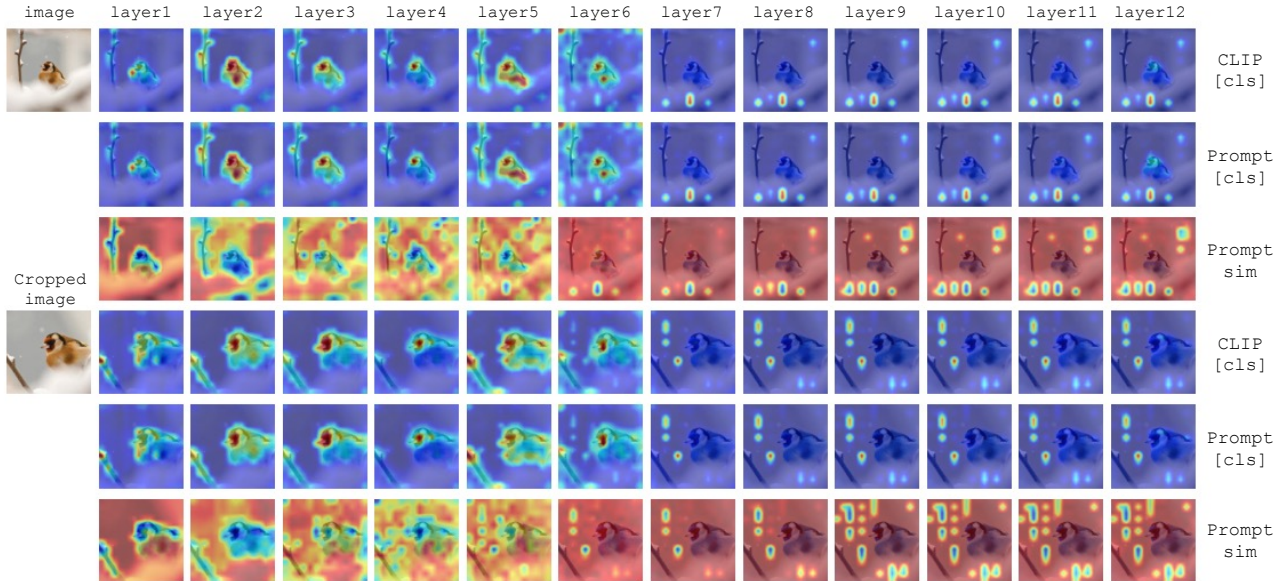 image layer1 layer2 layer3 layer4 layer5 layer6 layer7 layer8 layer9 layer10 layer11 layer12
CLIP
[cls]
Prompt
[cls]
Prompt
sim
Cropped
image
CLIP
[cls]
Prompt
[cls]
Prompt
sim